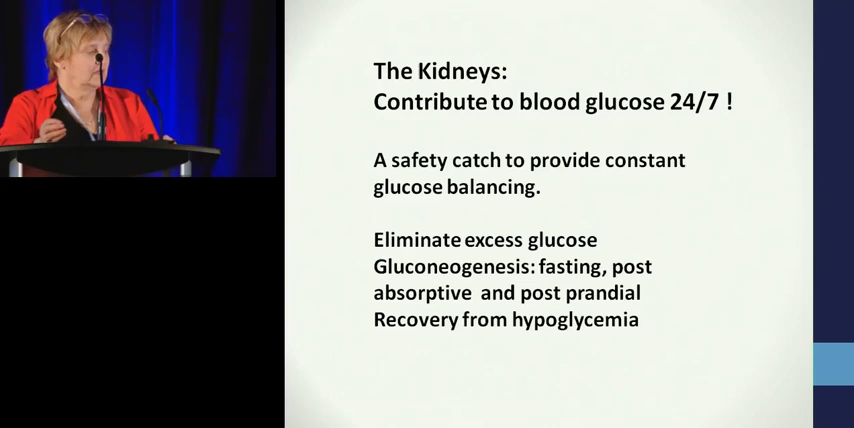 The Kidneys:
Contribute to blood glucose 24/7 !
A safety catch to provide constant
glucose balancing.
Eliminate excess glucose
Gluconeogenesis: fasting, post
absorptive and post prandial
Recovery from hypoglycemia